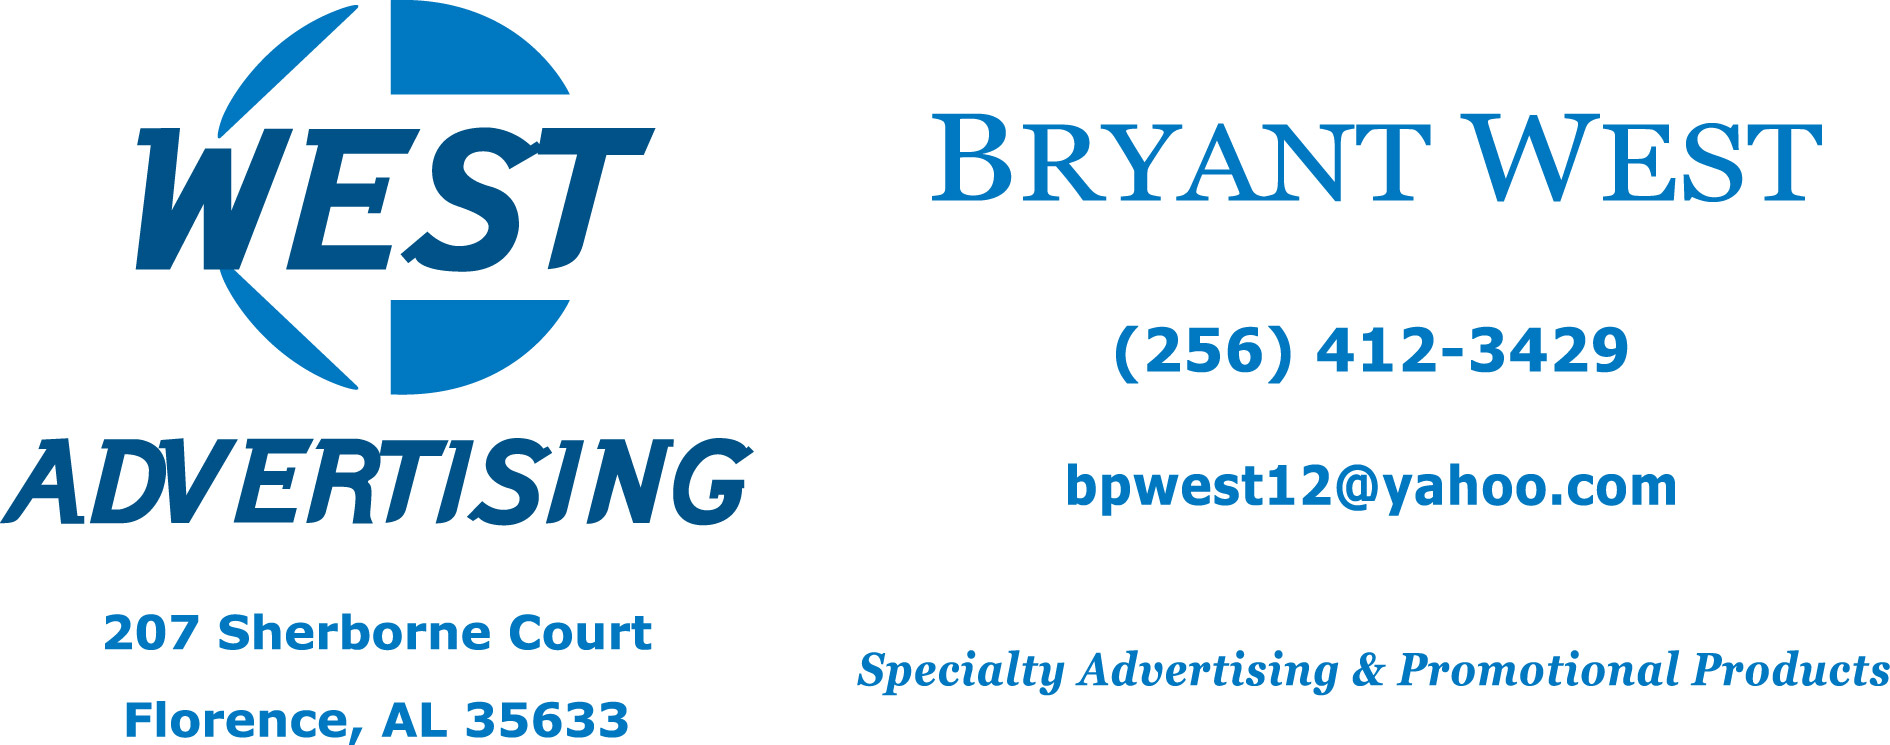 WEST
ADVERTISING
207 Sherborne Court
Florence, AL 35633
BRYANT WEST
(256) 412-3429
bpwest12@yahoo.com
Specialty Advertising & Promotional Products